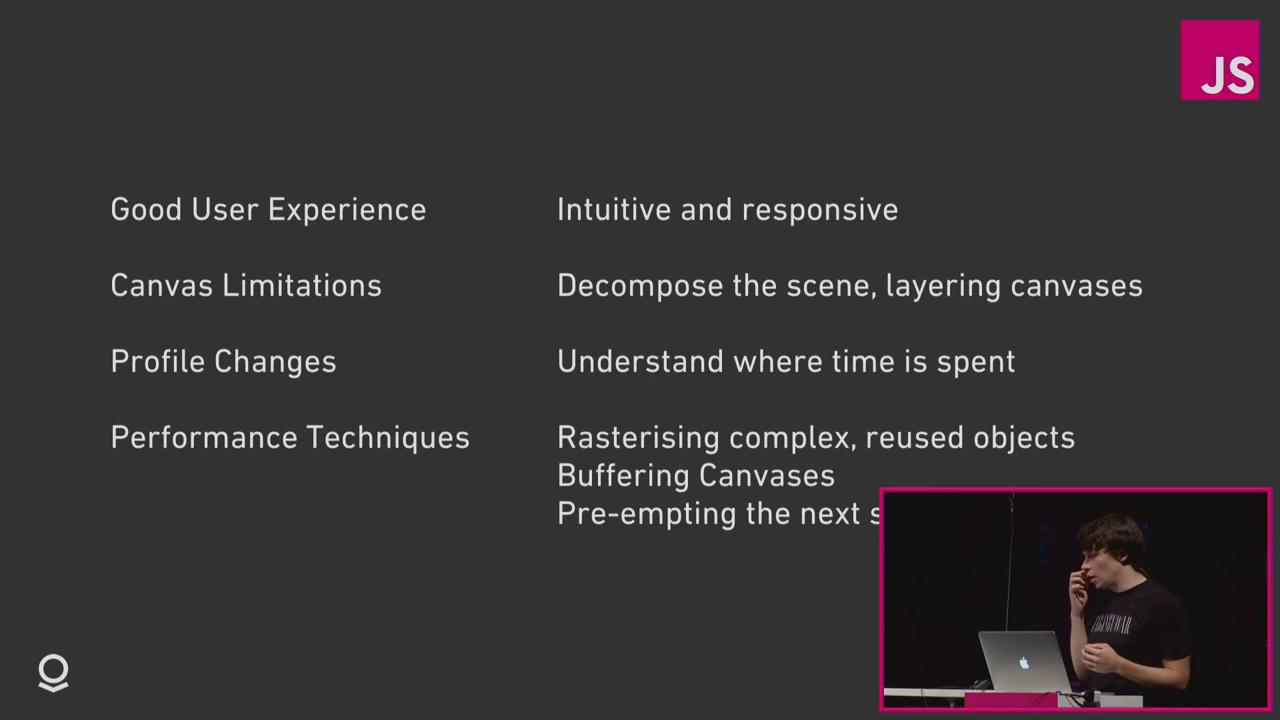 JS
Good User Experience Intuitive and responsive
Canvas Limitations Decompose the scene, layering canvases
Profile Changes Understand where time is spent
Performance Techniques Rasterising complex, reused objects
Buffering Canvases
Pre-empting the next